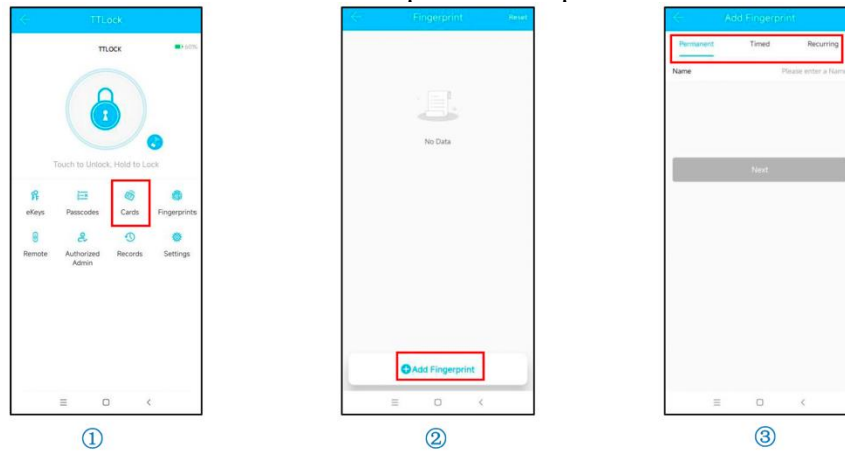 TTLock
TTLOCK
60%
Touch to Unlock, Hold to Lock
eKeys Passcodes Cards Fingerprints
Remote Authorized Admin Records Settings
①
Fingerprint Reset
No Data
Add Fingerprint
②
Add Fingerprint
Permanent Timed Recurring
Name Please enter a Name
Next
③